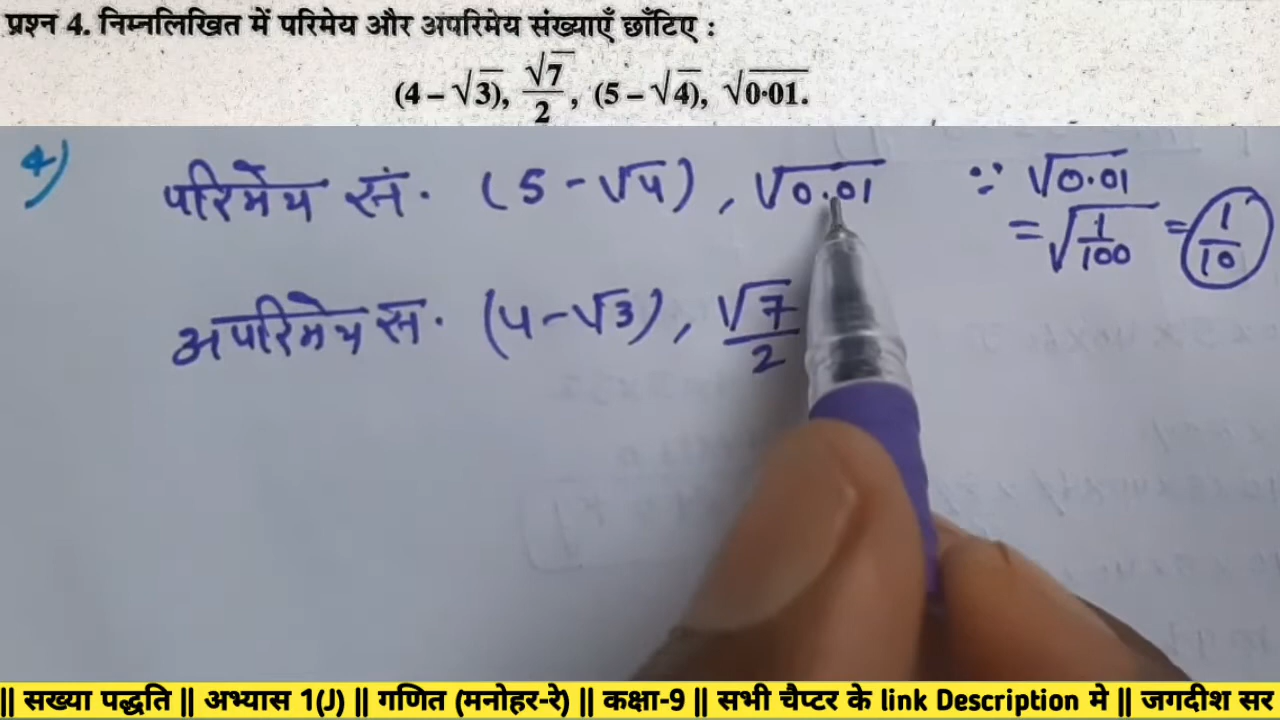 प्रश्न 4. निम्नलिखित में परिमेय और अपरिमेय संख्याएँ छाँटिए :
(4 – √3), √7/2, (5 – √4), √0·01.
4) परिमेय सं. (5 - √4), √0.01 ∵ √0.01
= √1/100 = 1/10
अपरिमेय सं. (4-√3), √7/2
|| सख्या पद्धति || अभ्यास 1(J) || गणित (मनोहर-रे) || कक्षा-9 || सभी चैप्टर के link Description मे || जगदीश सर